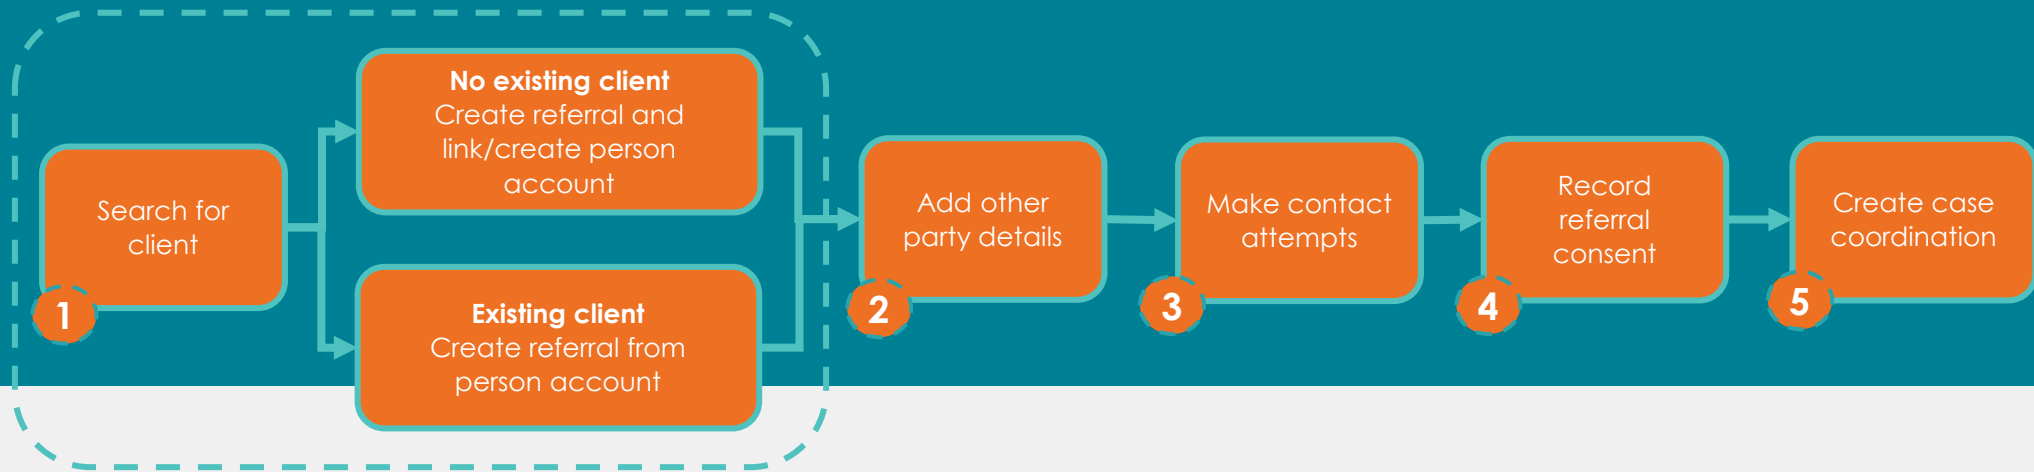 Search for
client
1
No existing client
Create referral and
link/create person
account
Existing client
Create referral from
person account
Add other
party details
2
Make contact
attempts
3
Record
referral
consent
4
Create case
coordination
5